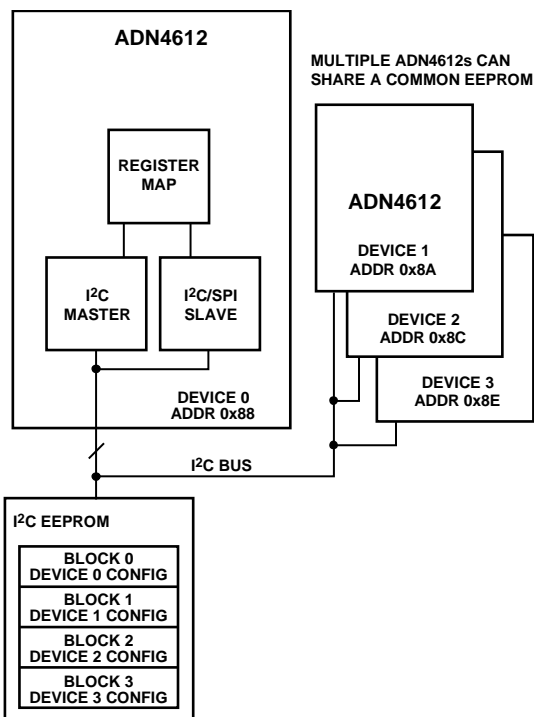 ADN4612
REGISTER
MAP
I²C
MASTER
I²C/SPI
SLAVE
DEVICE 0
ADDR 0x88
MULTIPLE ADN4612s CAN
SHARE A COMMON EEPROM
ADN4612
DEVICE 1
ADDR 0x8A
DEVICE 2
ADDR 0x8C
DEVICE 3
ADDR 0x8E
I²C BUS
I²C EEPROM
BLOCK 0
DEVICE 0 CONFIG
BLOCK 1
DEVICE 1 CONFIG
BLOCK 2
DEVICE 2 CONFIG
BLOCK 3
DEVICE 3 CONFIG